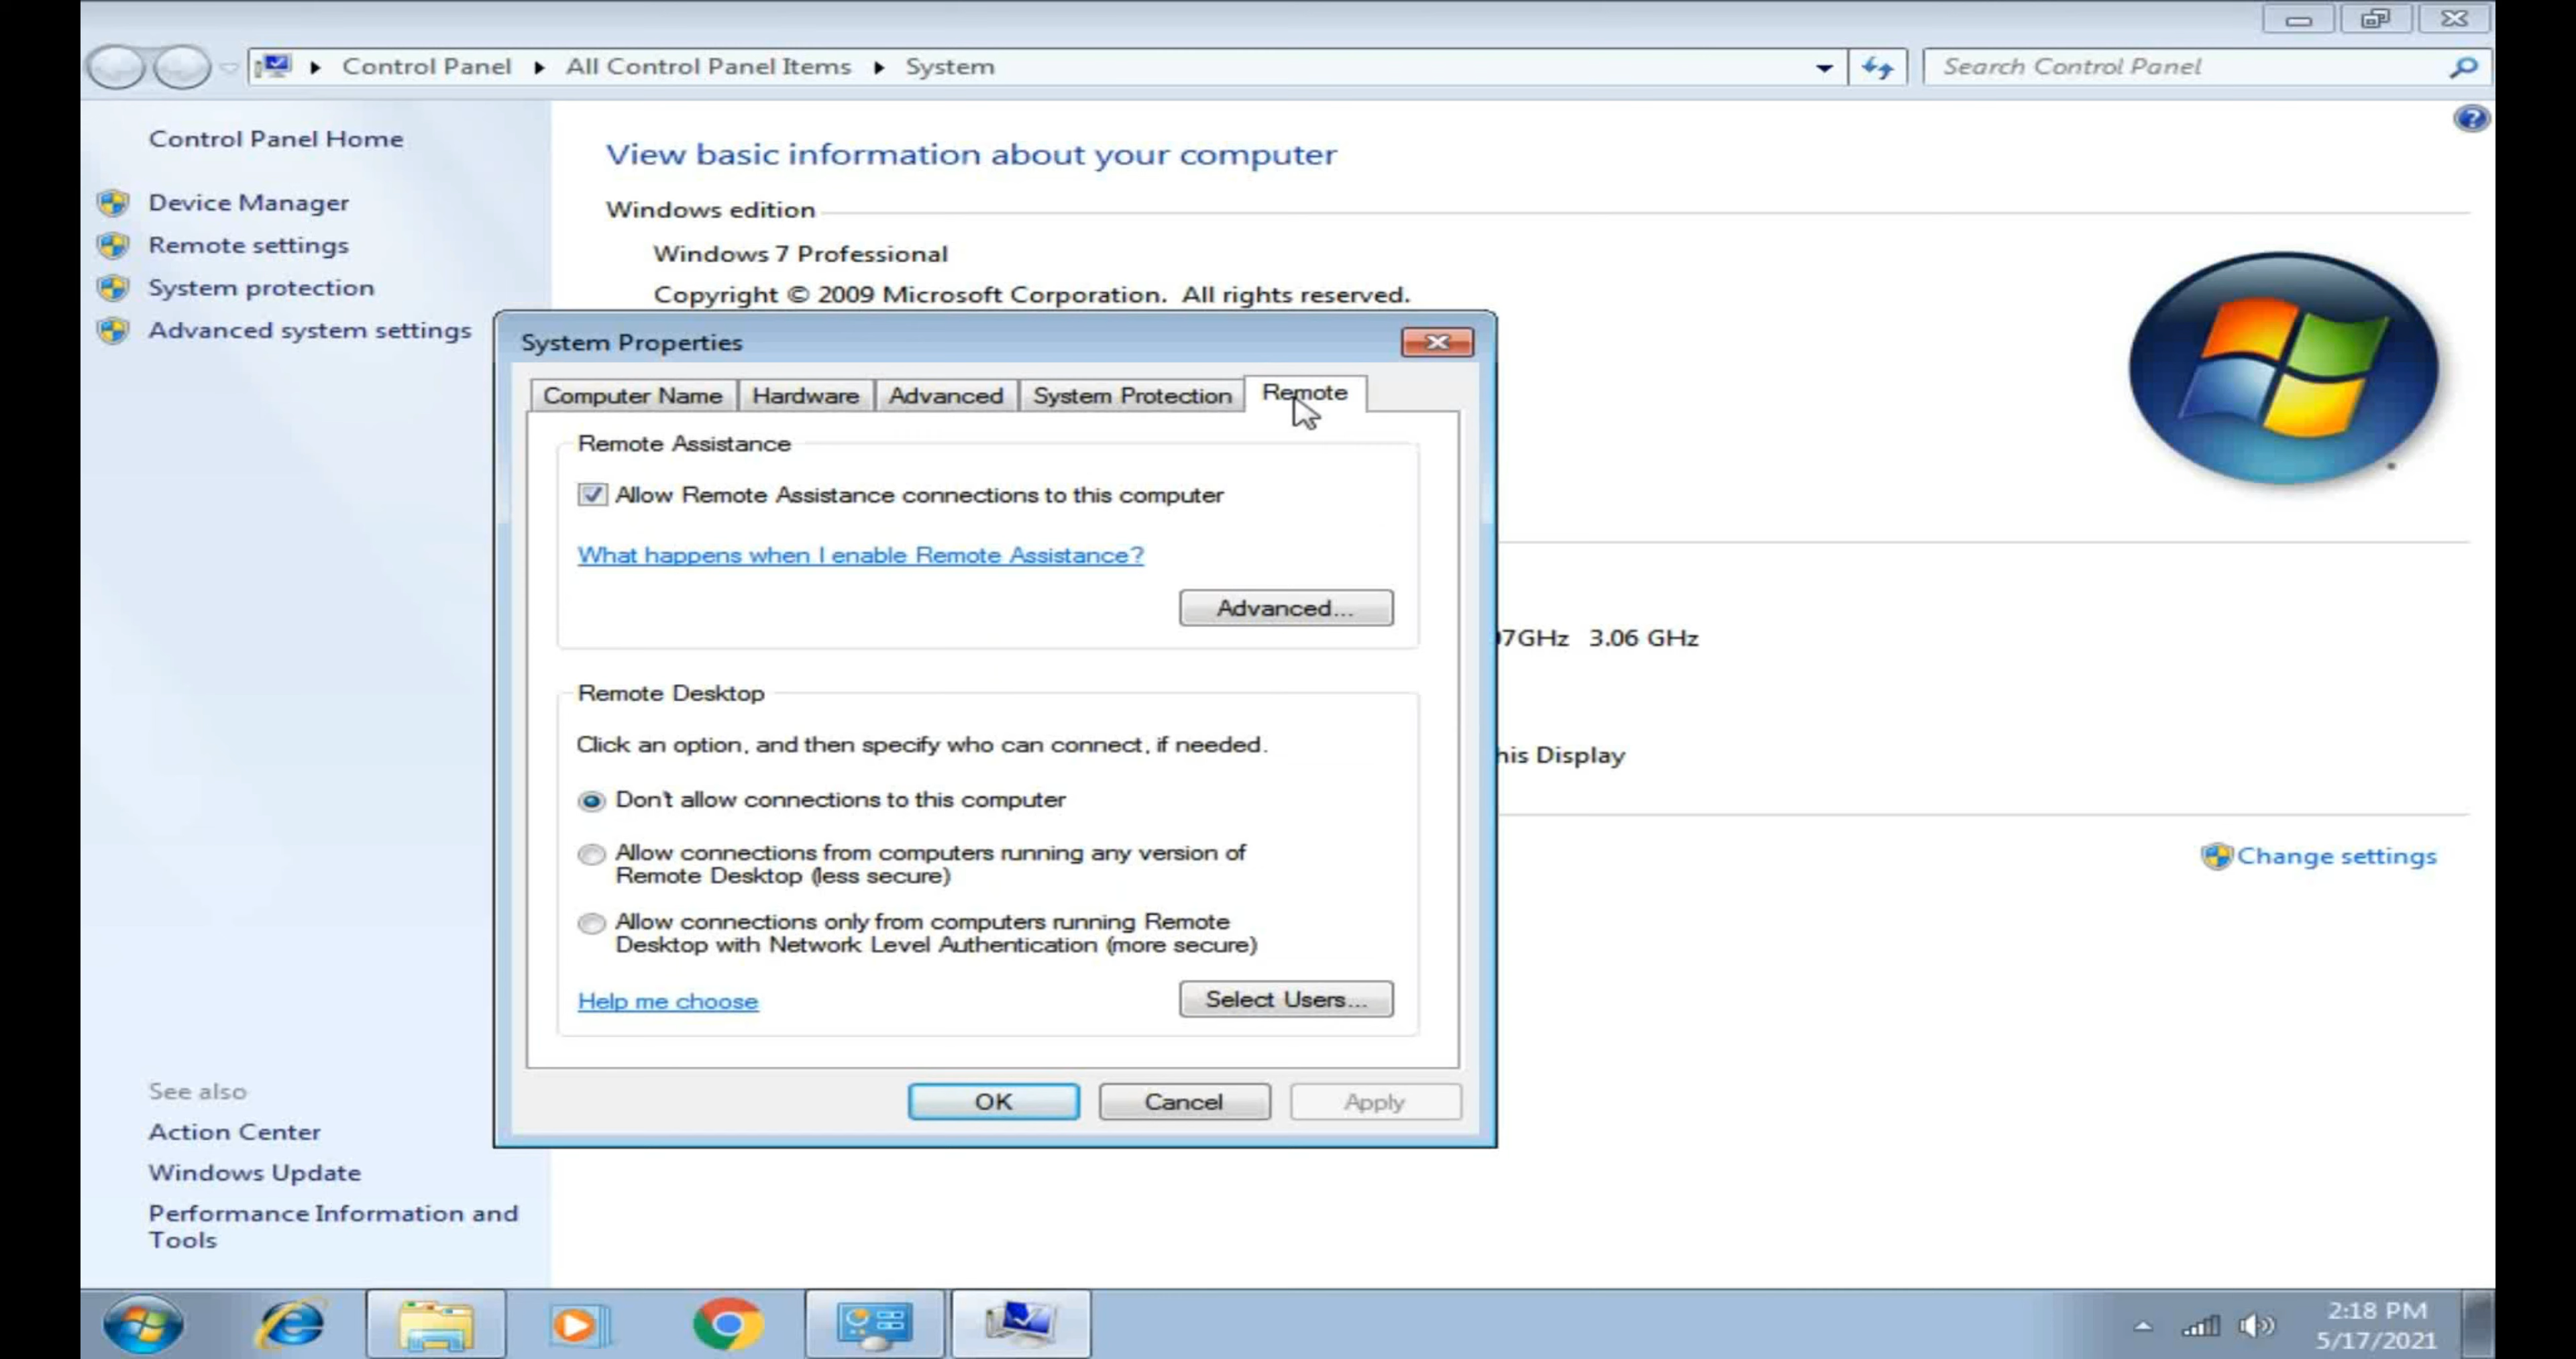 Control Panel
All Control Panel Items
System
Search Control Panel
Control Panel Home
Device Manager
Remote settings
System protection
Advanced system settings
View basic information about your computer
Windows edition
Windows 7 Professional
Copyright © 2009 Microsoft Corporation. All rights reserved.
System Properties
Computer Name
Hardware
Advanced
System Protection
Remote
Remote Assistance
Allow Remote Assistance connections to this computer
What happens when I enable Remote Assistance?
Advanced...
Remote Desktop
Click an option, and then specify who can connect, if needed.
Don't allow connections to this computer
Allow connections from computers running any version of
Remote Desktop (less secure)
Allow connections only from computers running Remote
Desktop with Network Level Authentication (more secure)
Help me choose
Select Users...
OK
Cancel
Apply
7GHz 3.06 GHz
his Display
Change settings
See also
Action Center
Windows Update
Performance Information and
Tools
2:18 PM
5/17/2021